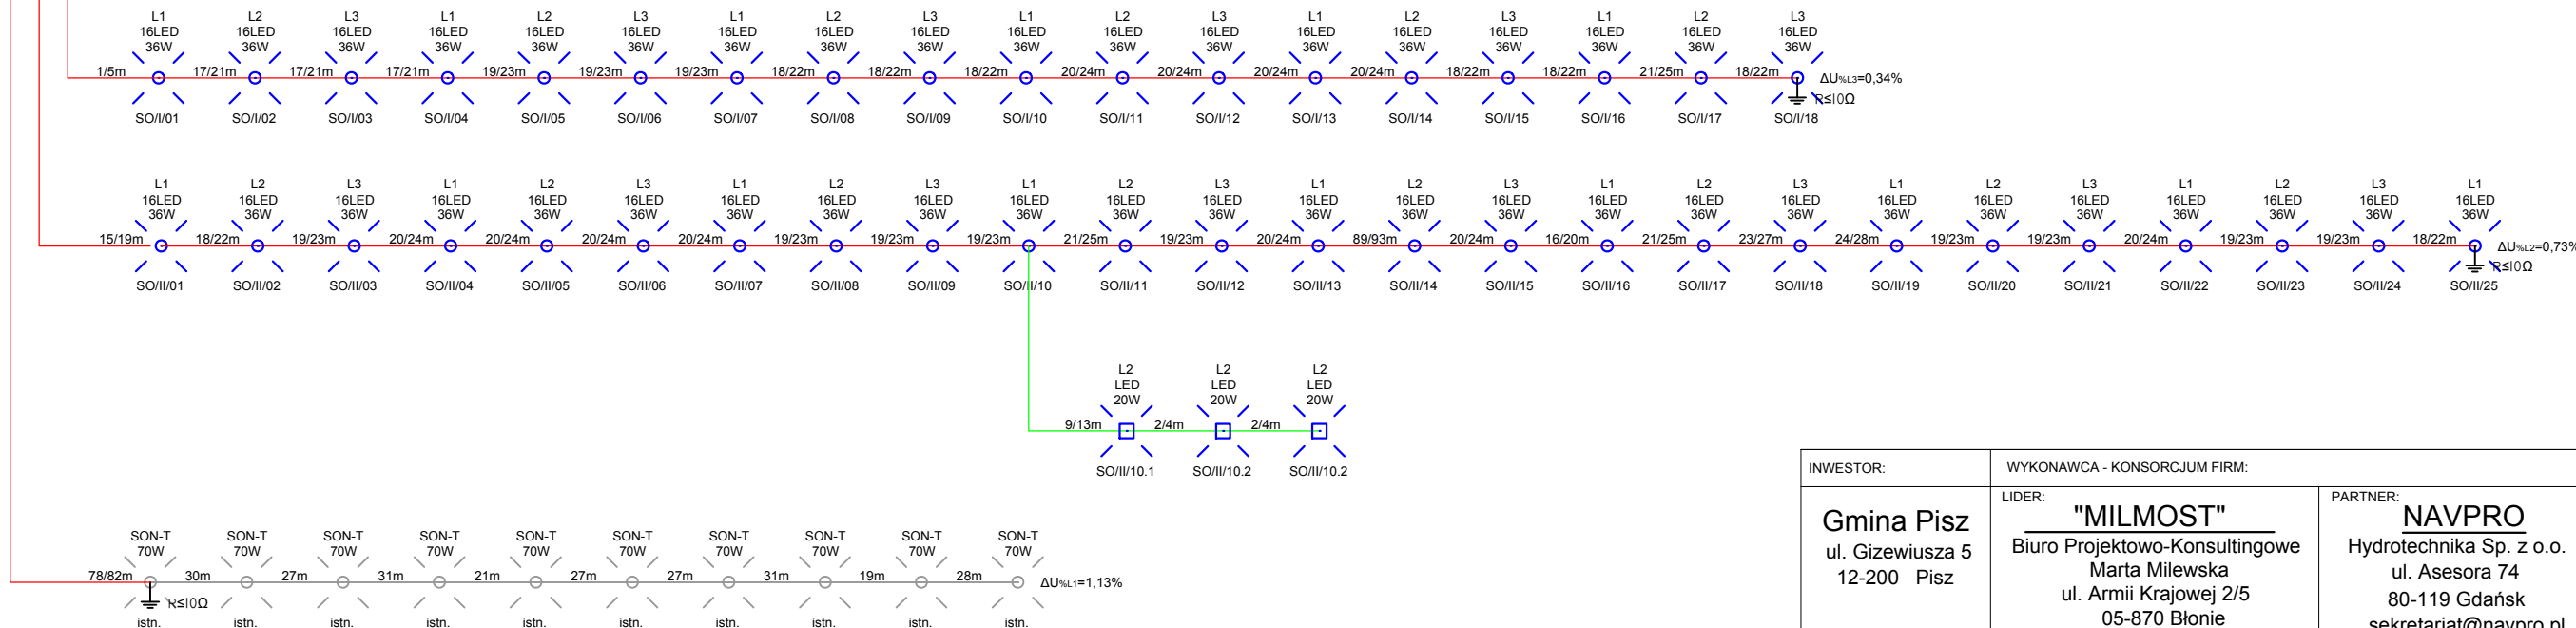 L1 L2 L3 L1 L2 L3 L1 L2 L3 L1 L2 L3 L1 L2 L3 L1 L2 L3
16LED 16LED 16LED 16LED 16LED 16LED 16LED 16LED 16LED 16LED 16LED 16LED 16LED 16LED 16LED 16LED 16LED 16LED
36W 36W 36W 36W 36W 36W 36W 36W 36W 36W 36W 36W 36W 36W 36W 36W 36W 36W
1/5m 17/21m 17/21m 17/21m 19/23m 19/23m 19/23m 18/22m 18/22m 18/22m 20/24m 20/24m 20/24m 20/24m 18/22m 18/22m 21/25m 18/22m ΔU%L3=0,34%
R≤10Ω
SO/I/01 SO/I/02 SO/I/03 SO/I/04 SO/I/05 SO/I/06 SO/I/07 SO/I/08 SO/I/09 SO/I/10 SO/I/11 SO/I/12 SO/I/13 SO/I/14 SO/I/15 SO/I/16 SO/I/17 SO/I/18
L1 L2 L3 L1 L2 L3 L1 L2 L3 L1 L2 L3 L1 L2 L3 L1 L2 L3 L1 L2 L3 L1 L2 L3 L1
16LED 16LED 16LED 16LED 16LED 16LED 16LED 16LED 16LED 16LED 16LED 16LED 16LED 16LED 16LED 16LED 16LED 16LED 16LED 16LED 16LED 16LED 16LED 16LED 16LED
36W 36W 36W 36W 36W 36W 36W 36W 36W 36W 36W 36W 36W 36W 36W 36W 36W 36W 36W 36W 36W 36W 36W 36W 36W
15/19m 18/22m 19/23m 20/24m 20/24m 20/24m 20/24m 19/23m 19/23m 19/23m 21/25m 19/23m 20/24m 89/93m 20/24m 16/20m 21/25m 23/27m 24/28m 19/23m 19/23m 20/24m 19/23m 19/23m 18/22m ΔU%L2=0,73%
R≤10Ω
SO/II/01 SO/II/02 SO/II/03 SO/II/04 SO/II/05 SO/II/06 SO/II/07 SO/II/08 SO/II/09 SO/II/10 SO/II/11 SO/II/12 SO/II/13 SO/II/14 SO/II/15 SO/II/16 SO/II/17 SO/II/18 SO/II/19 SO/II/20 SO/II/21 SO/II/22 SO/II/23 SO/II/24 SO/II/25
L2 L2 L2
LED LED LED
20W 20W 20W
9/13m 2/4m 2/4m
SO/II/10.1 SO/II/10.2 SO/II/10.2
SON-T SON-T SON-T SON-T SON-T SON-T SON-T SON-T SON-T SON-T
70W 70W 70W 70W 70W 70W 70W 70W 70W 70W
78/82m 30m 27m 31m 21m 27m 27m 31m 19m 28m ΔU%L1=1,13%
R≤10Ω
istn. istn. istn. istn. istn. istn. istn. istn. istn. istn.
INWESTOR:
Gmina Pisz
ul. Gizewiusza 5
12-200 Pisz
WYKONAWCA - KONSORCJUM FIRM:
LIDER:
"MILMOST"
Biuro Projektowo-Konsultingowe
Marta Milewska
ul. Armii Krajowej 2/5
05-870 Błonie
PARTNER:
NAVPRO
Hydrotechnika Sp. z o.o.
ul. Asesora 74
80-119 Gdańsk
sekretariat@navpro.pl